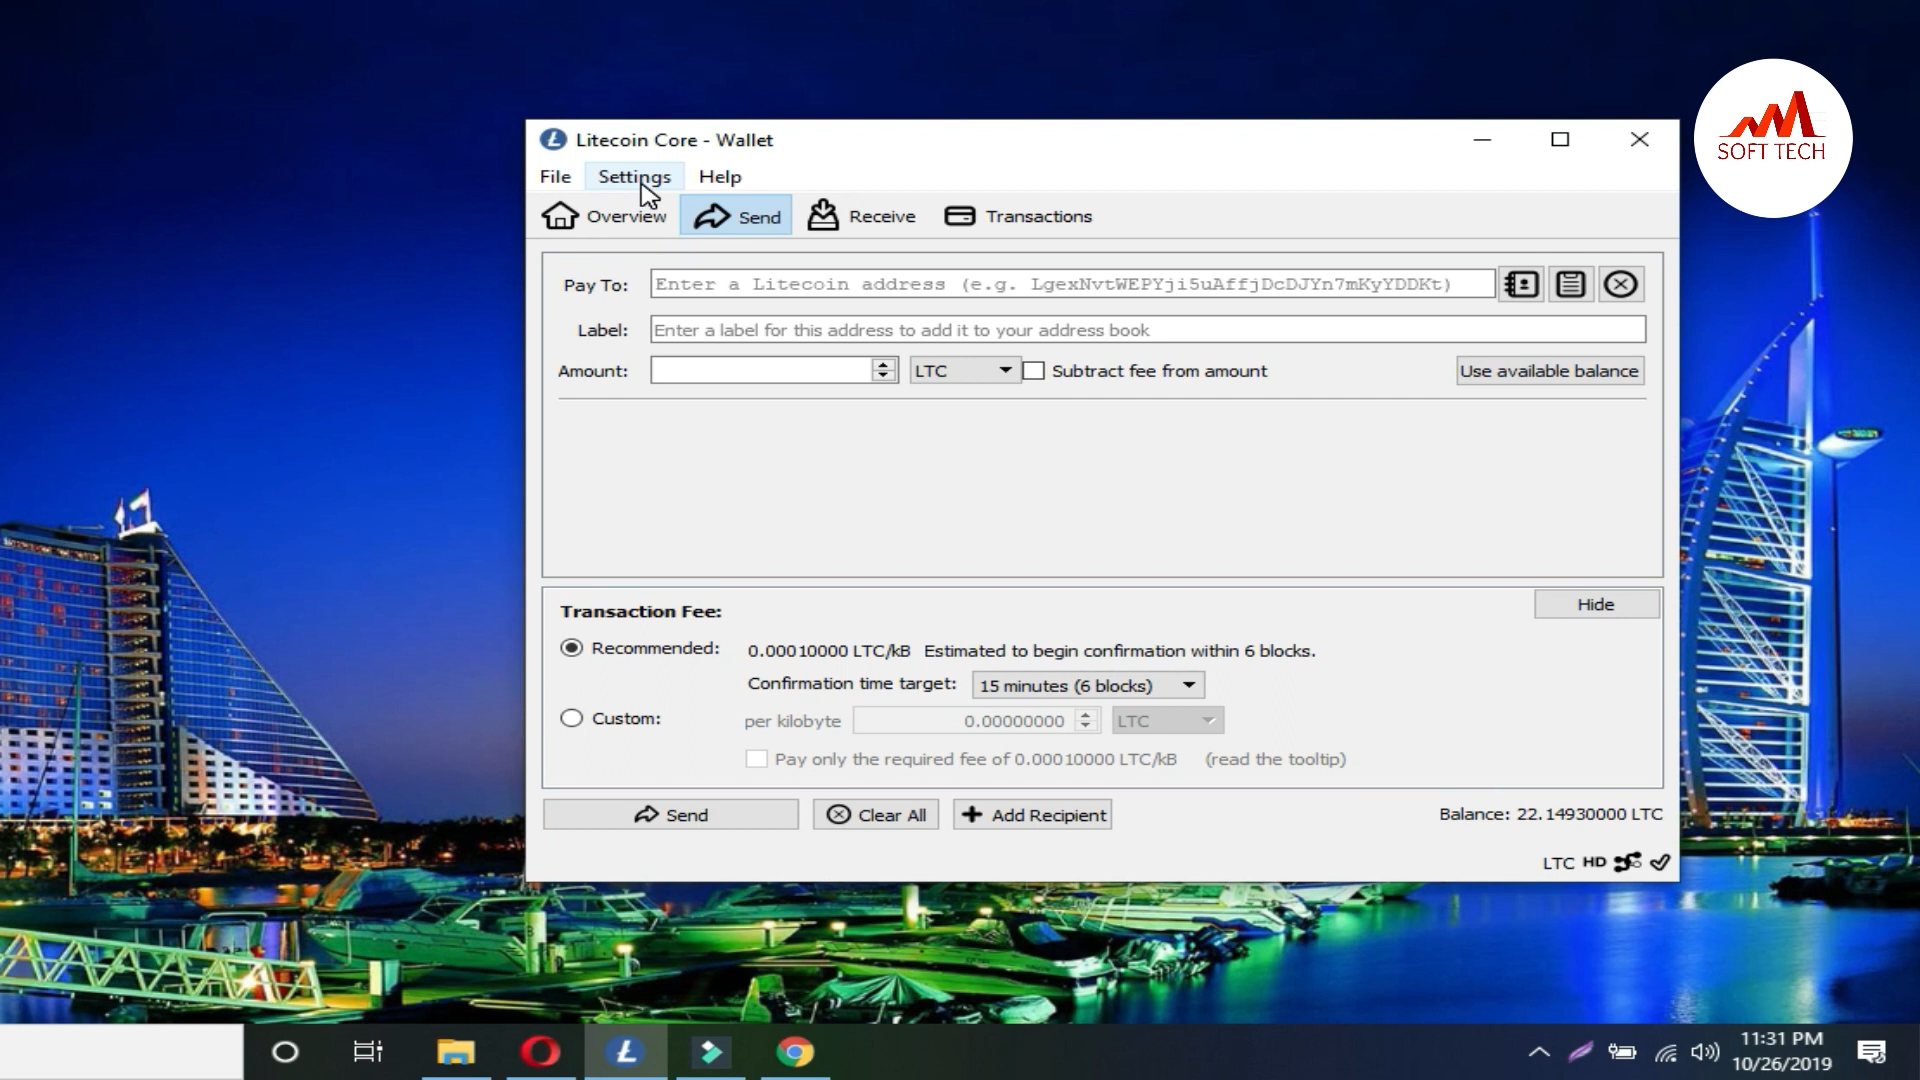 SOFT TECH
Litecoin Core - Wallet
File Settings Help
Overview Send Receive Transactions
Pay To: Enter a Litecoin address (e.g. LgexNvtWEPYji5uAffjDcDJYn7mKyYDDKt)
Label: Enter a label for this address to add it to your address book
Amount: LTC Subtract fee from amount Use available balance
Transaction Fee: Hide
Recommended: 0.00010000 LTC/kB Estimated to begin confirmation within 6 blocks.
Confirmation time target: 15 minutes (6 blocks)
Custom: per kilobyte 0.00000000 LTC
Pay only the required fee of 0.00010000 LTC/kB (read the tooltip)
Send Clear All Add Recipient Balance: 22.14930000 LTC
LTC HD
11:31 PM
10/26/2019